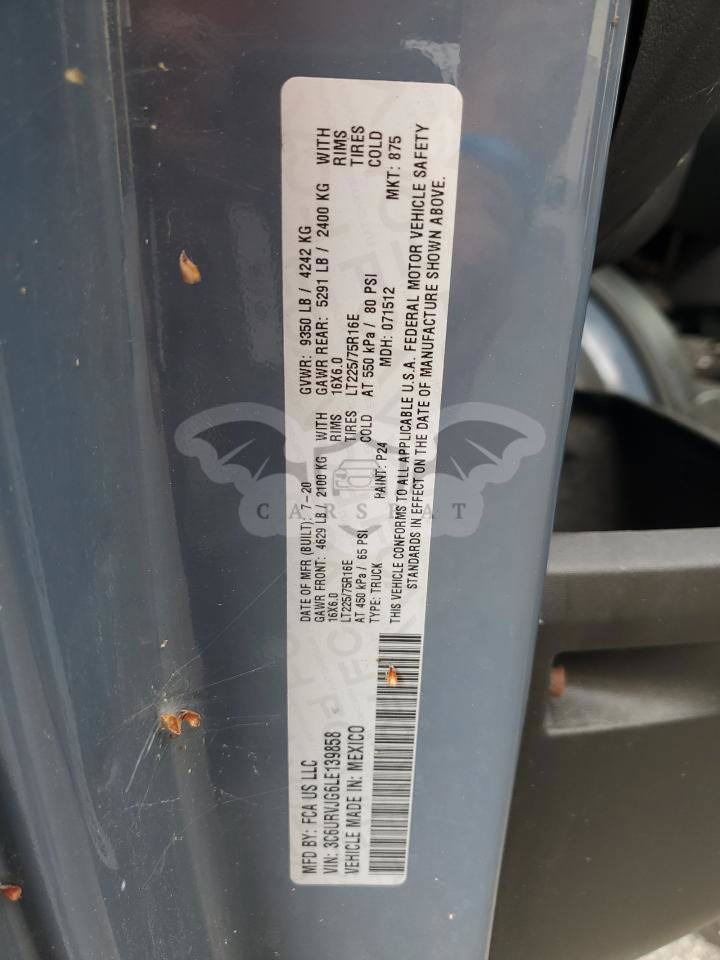 MFD BY: FCA US LLC
DATE OF MFR (BUILT): 7-20
GVWR: 9350 LB / 4242 KG
VIN: 3C6URVJG6LE139858
GAWR FRONT: 4629 LB / 2100 KG WITH
GAWR REAR: 5291 LB / 2400 KG WITH
VEHICLE MADE IN: MEXICO
16X6.0 RIMS
16X6.0 RIMS
LT225/75R16E TIRES
LT225/75R16E TIRES
AT 450 kPa / 65 PSI COLD
AT 550 kPa / 80 PSI COLD
TYPE: TRUCK
PAINT: P24
MDH: 071512
MKT: 875
THIS VEHICLE CONFORMS TO ALL APPLICABLE U.S.A. FEDERAL MOTOR VEHICLE SAFETY
STANDARDS IN EFFECT ON THE DATE OF MANUFACTURE SHOWN ABOVE.
CARSBAT